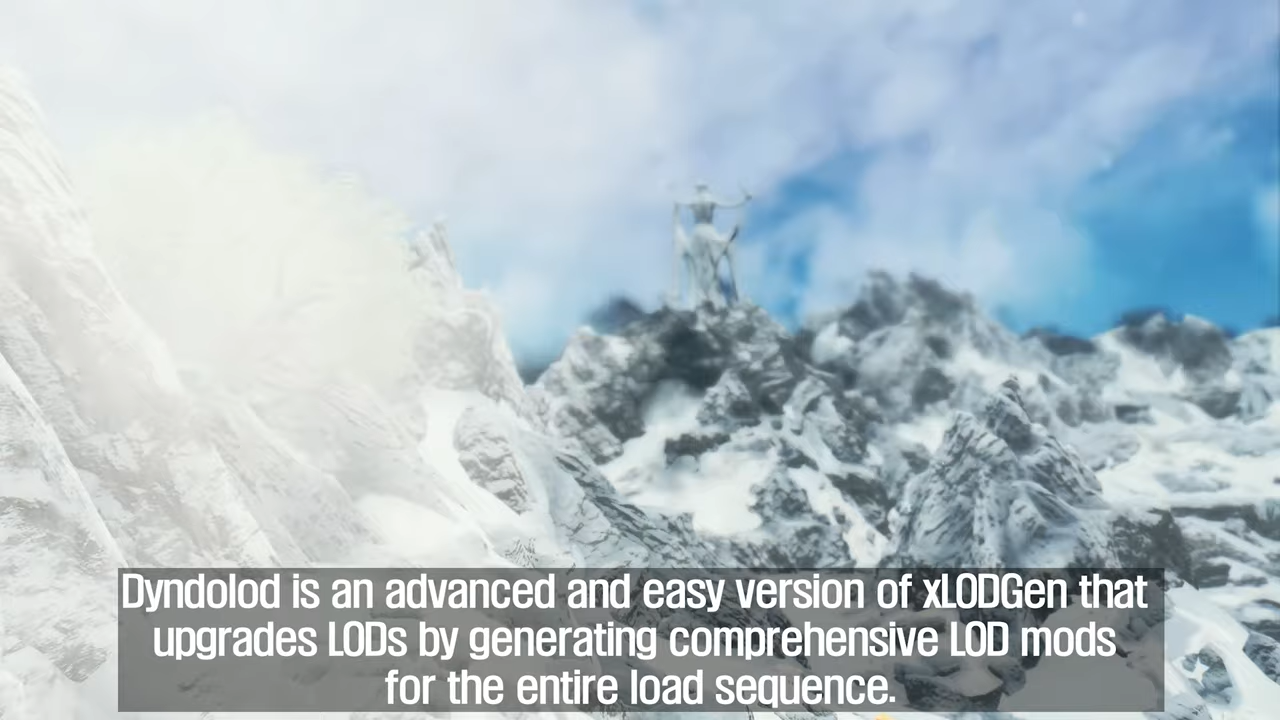 Dyndolod is an advanced and easy version of xLODGen that
upgrades LODs by generating comprehensive LOD mods
for the entire load sequence.